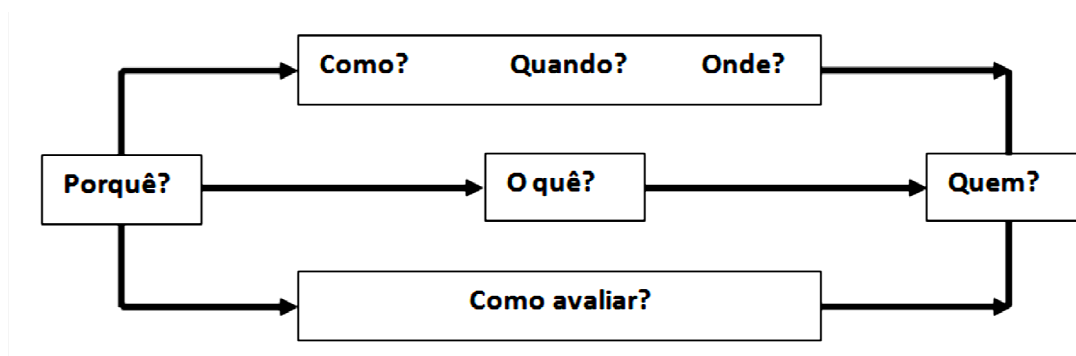 Como? Quando? Onde?
Porquê? O quê? Quem?
Como avaliar?